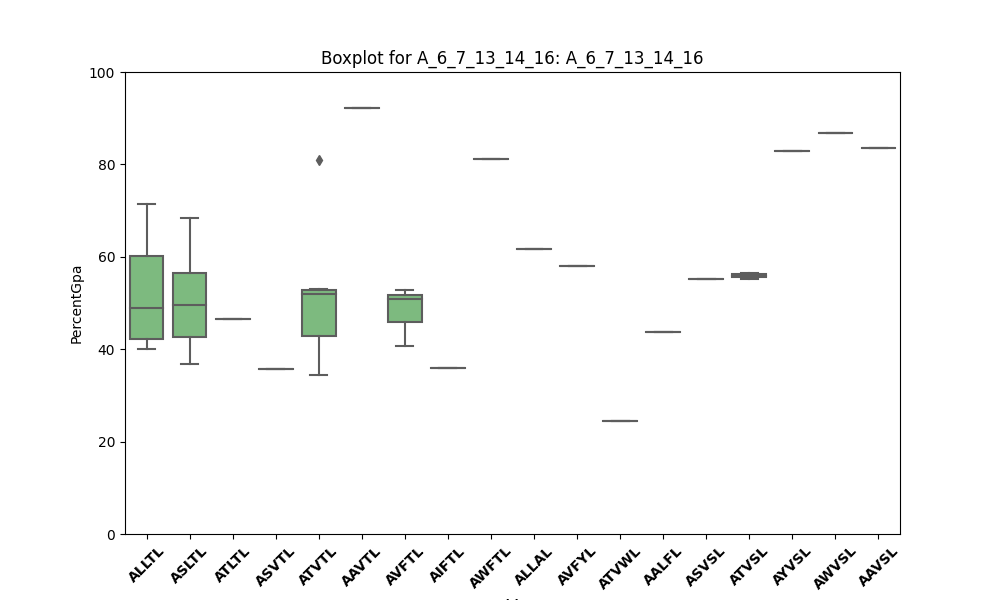 Boxplot for A_6_7_13_14_16: A_6_7_13_14_16
100
80
60
40
20
0
PercentGpa
ALLTL
ASLTL
ATLTL
ASVTL
ATVTL
AAVTL
AVFTL
AIFTL
AWFTL
ALLAL
AVFYL
ATVWL
AALFL
ASVSL
ATVSL
AYVSL
AWVSL
AAVSL